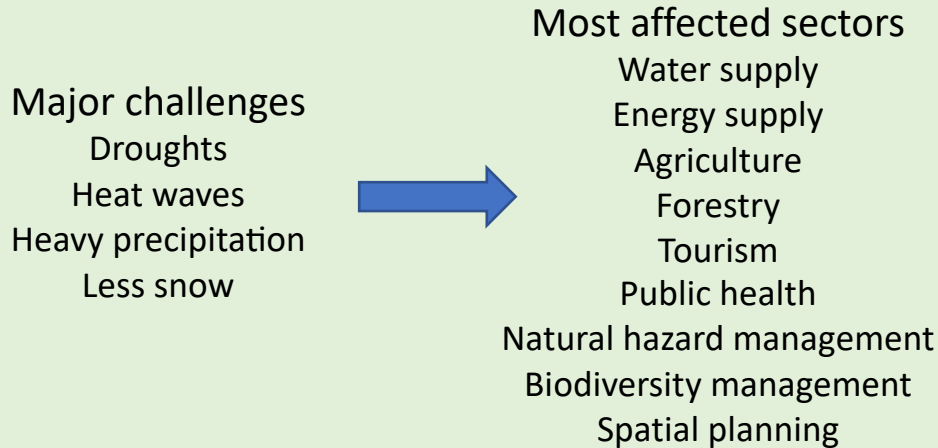 Major challenges
Droughts
Heat waves
Heavy precipitation
Less snow
Most affected sectors
Water supply
Energy supply
Agriculture
Forestry
Tourism
Public health
Natural hazard management
Biodiversity management
Spatial planning